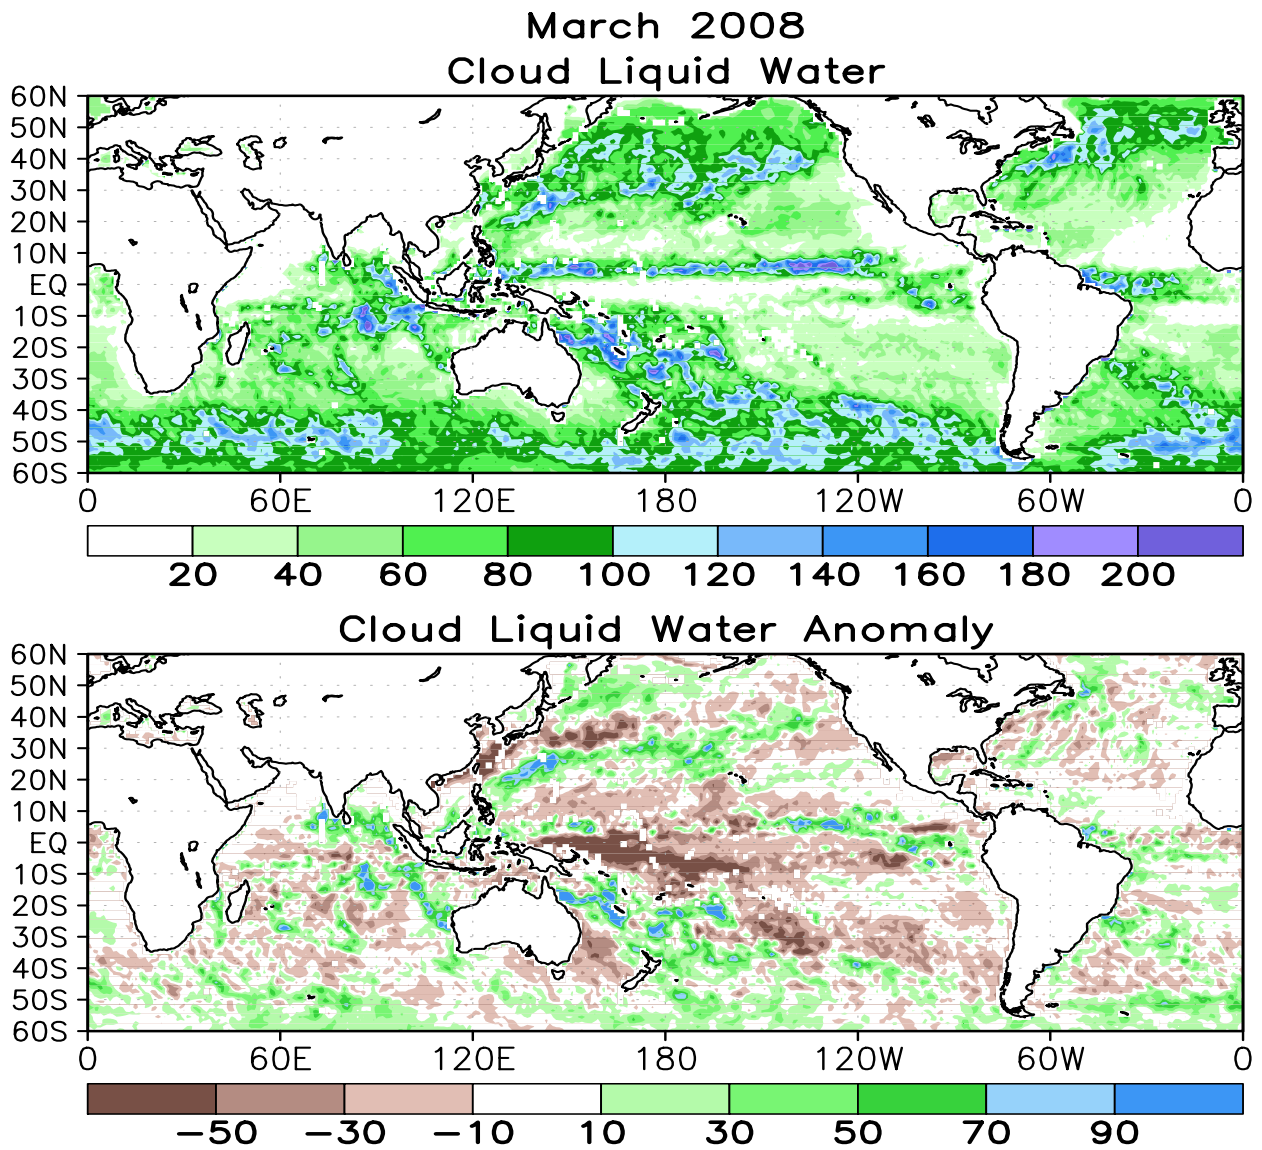 March 2008
Cloud Liquid Water
60N
50N
40N
30N
20N
10N
EQ
10S
20S
30S
40S
50S
60S
0 60E 120E 180 120W 60W 0
20 40 60 80 100 120 140 160 180 200
Cloud Liquid Water Anomaly
60N
50N
40N
30N
20N
10N
EQ
10S
20S
30S
40S
50S
60S
0 60E 120E 180 120W 60W 0
−50 −30 −10 10 30 50 70 90